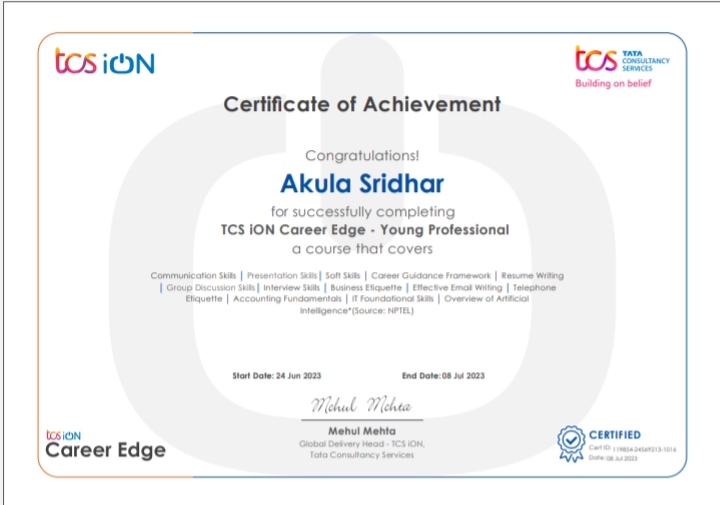 tcs iON
tcs TATA CONSULTANCY SERVICES
Building on belief
Certificate of Achievement
Congratulations!
Akula Sridhar
for successfully completing
TCS iON Career Edge - Young Professional
a course that covers
Communication Skills | Presentation Skills | Soft Skills | Career Guidance Framework | Resume Writing
| Group Discussion Skills | Interview Skills | Business Etiquette | Effective Email Writing | Telephone
Etiquette | Accounting Fundamentals | IT Foundational Skills | Overview of Artificial
Intelligence*(Source: NPTEL)
Start Date: 24 Jun 2023 End Date: 08 Jul 2023
Mehul Mehta
Mehul Mehta
Global Delivery Head - TCS iON,
Tata Consultancy Services
tcs iON
Career Edge
CERTIFIED
Cert ID:
Date: 08 Jul 2023